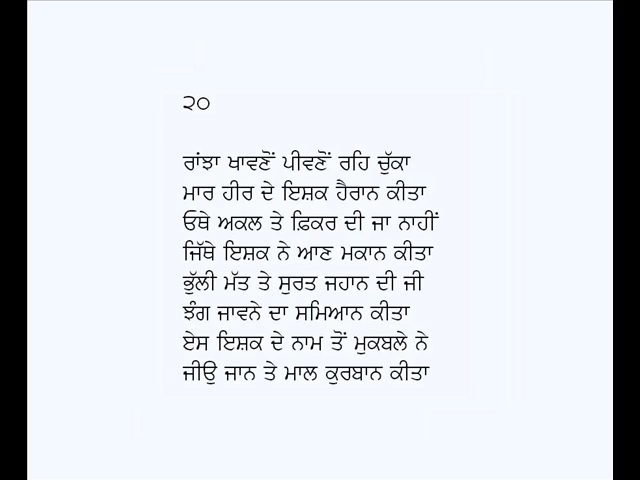 ੨੦
ਰਾਂਝਾ ਖਾਵਣੋਂ ਪੀਵਣੋਂ ਰਹਿ ਚੁੱਕਾ
ਮਾਰ ਹੀਰ ਦੇ ਇਸ਼ਕ ਹੈਰਾਨ ਕੀਤਾ
ਓਥੇ ਅਕਲ ਤੇ ਫ਼ਿਕਰ ਦੀ ਜਾ ਨਾਹੀਂ
ਜਿੱਥੇ ਇਸ਼ਕ ਨੇ ਆਣ ਮਕਾਨ ਕੀਤਾ
ਭੁੱਲੀ ਮੱਤ ਤੇ ਸੁਰਤ ਜਹਾਨ ਦੀ ਜੀ
ਝੰਗ ਜਾਵਨੇ ਦਾ ਸਮਿਆਨ ਕੀਤਾ
ਏਸ ਇਸ਼ਕ ਦੇ ਨਾਮ ਤੋਂ ਮੁਕਬਲੇ ਨੇ
ਜੀਉ ਜਾਨ ਤੇ ਮਾਲ ਕੁਰਬਾਨ ਕੀਤਾ